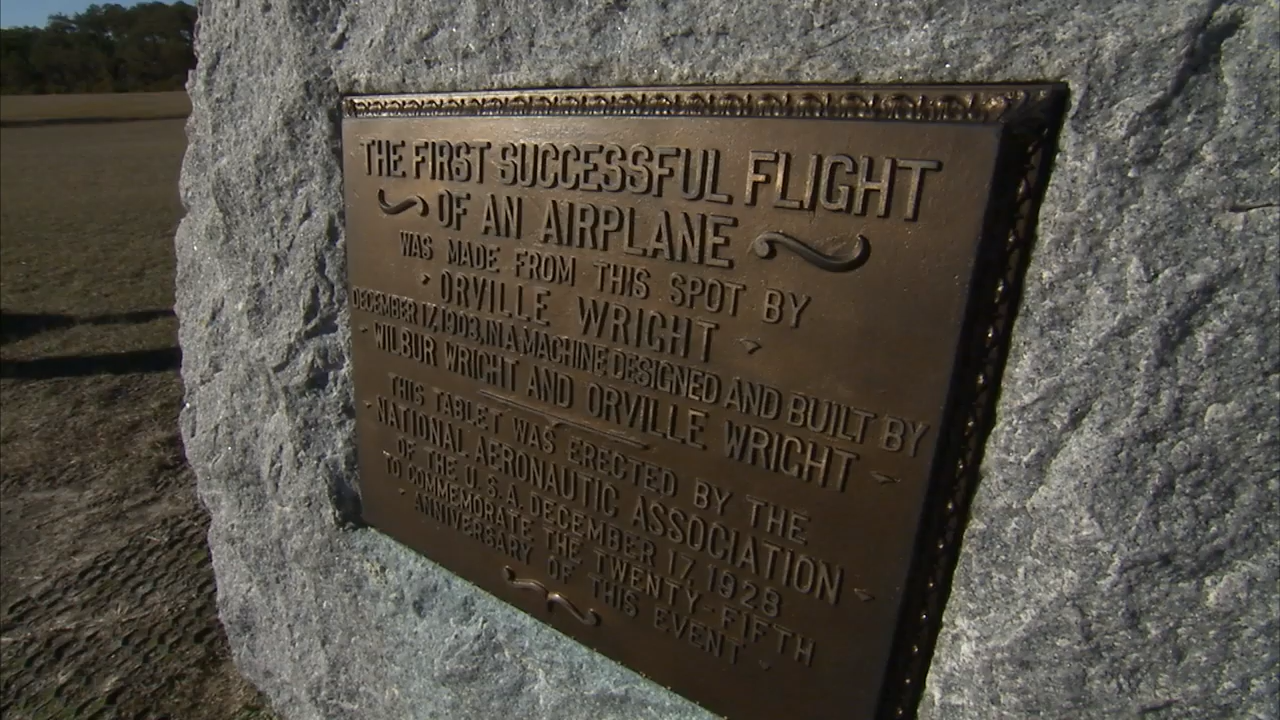 THE FIRST SUCCESSFUL FLIGHT
OF AN AIRPLANE
WAS MADE FROM THIS SPOT BY
ORVILLE WRIGHT
DECEMBER 17, 1903, IN A MACHINE DESIGNED AND BUILT BY
WILBUR WRIGHT AND ORVILLE WRIGHT
THIS TABLET WAS ERECTED BY THE
NATIONAL AERONAUTIC ASSOCIATION
OF THE U. S. A. DECEMBER 17, 1928
TO COMMEMORATE THE TWENTY-FIFTH
ANNIVERSARY OF THIS EVENT